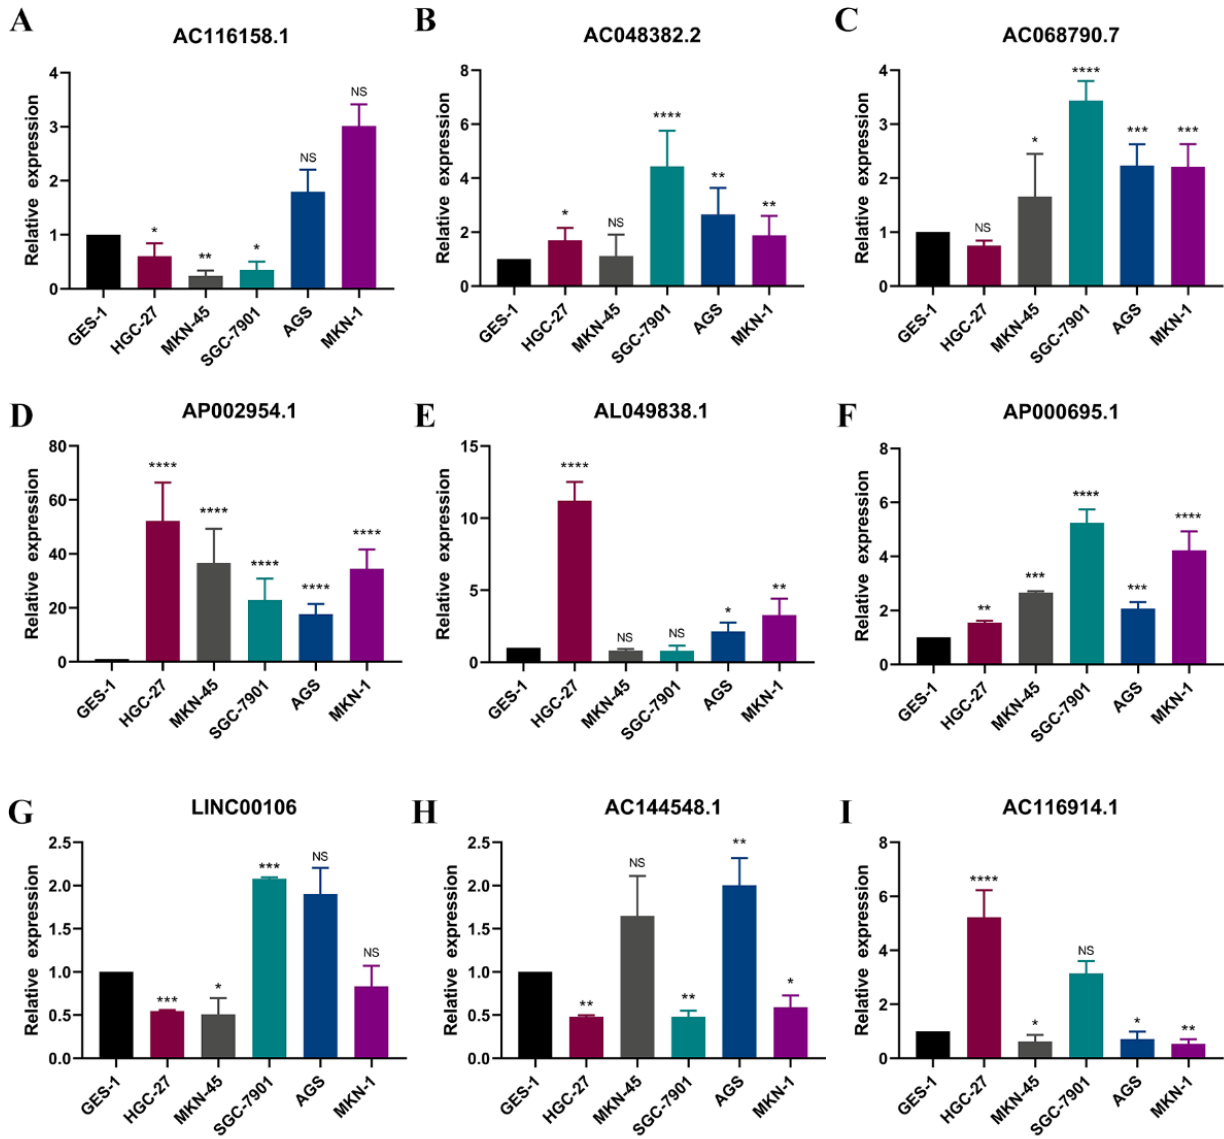 A
AC116158.1
Relative expression
4
3
2
1
0
*
**
*
NS
NS
GES-1
HGC-27
MKN-45
SGC-7901
AGS
MKN-1
B
AC048382.2
Relative expression
8
6
4
2
0
*
NS
****
**
**
GES-1
HGC-27
MKN-45
SGC-7901
AGS
MKN-1
C
AC068790.7
Relative expression
4
3
2
1
0
NS
*
****
***
***
GES-1
HGC-27
MKN-45
SGC-7901
AGS
MKN-1
D
AP002954.1
Relative expression
80
60
40
20
0
****
****
****
****
****
GES-1
HGC-27
MKN-45
SGC-7901
AGS
MKN-1
E
AL049838.1
Relative expression
15
10
5
0
****
NS
NS
*
**
GES-1
HGC-27
MKN-45
SGC-7901
AGS
MKN-1
F
AP000695.1
Relative expression
8
6
4
2
0
**
***
****
***
****
GES-1
HGC-27
MKN-45
SGC-7901
AGS
MKN-1
G
LINC00106
Relative expression
2.5
2.0
1.5
1.0
0.5
0.0
***
*
***
NS
NS
GES-1
HGC-27
MKN-45
SGC-7901
AGS
MKN-1
H
AC144548.1
Relative expression
2.5
2.0
1.5
1.0
0.5
0.0
**
NS
**
**
*
GES-1
HGC-27
MKN-45
SGC-7901
AGS
MKN-1
I
AC116914.1
Relative expression
8
6
4
2
0
****
*
NS
*
**
GES-1
HGC-27
MKN-45
SGC-7901
AGS
MKN-1